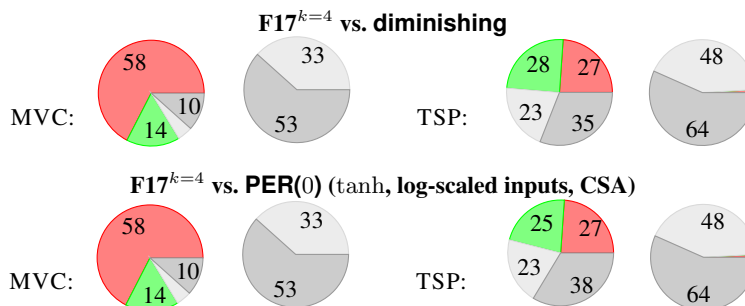 F17^{k=4} vs. diminishing
58 33 28 27 48
MVC: 14 10 53 TSP: 23 35 64
F17^{k=4} vs. PER(0) (tanh, log-scaled inputs, CSA)
58 33 25 27 48
MVC: 14 10 53 TSP: 23 38 64